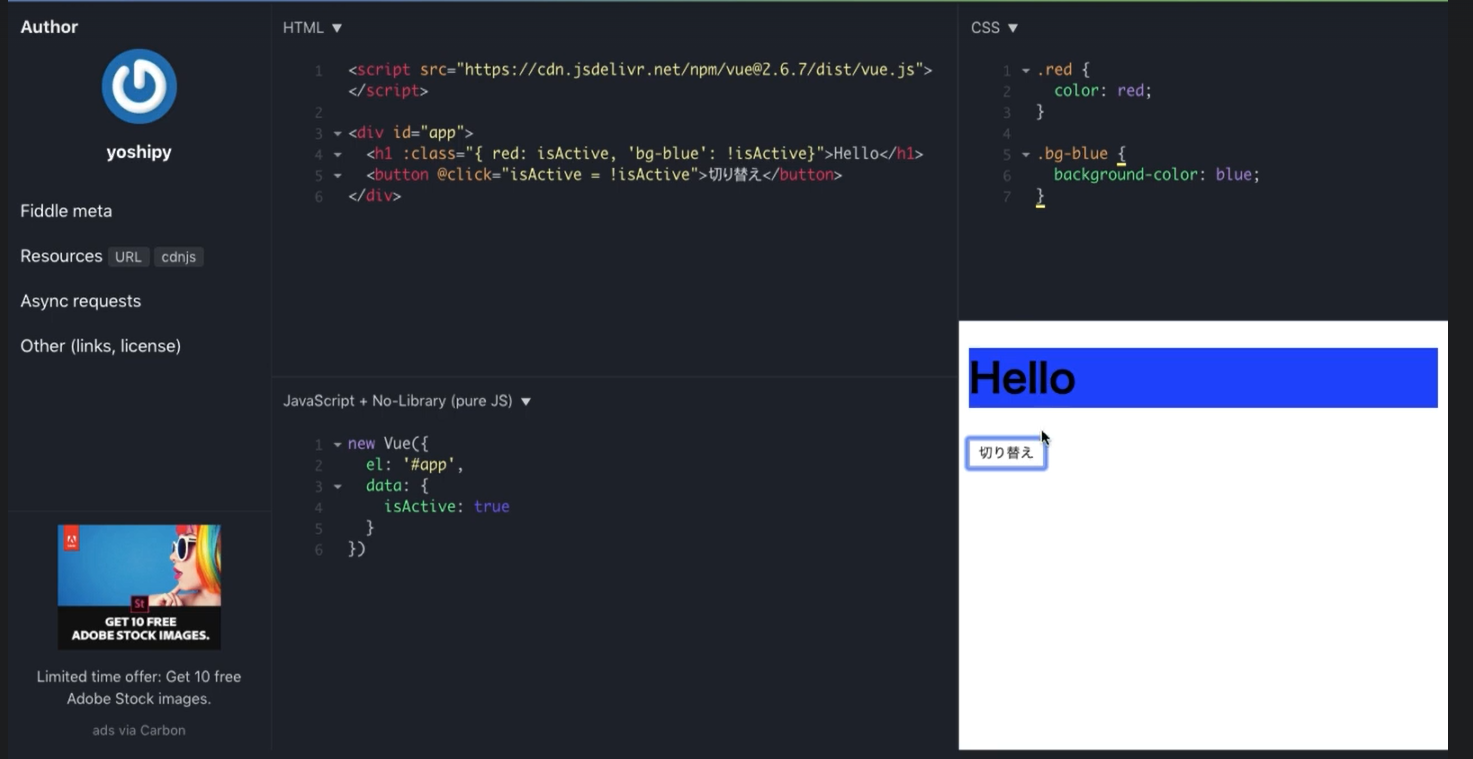 Author
yoshipy
Fiddle meta
Resources URL cdnjs
Async requests
Other (links, license)
St
GET 10 FREE
ADOBE STOCK IMAGES.
Limited time offer: Get 10 free
Adobe Stock images.
ads via Carbon
HTML ▼
1 <script src="https://cdn.jsdelivr.net/npm/vue@2.6.7/dist/vue.js">
</script>
2
3 <div id="app">
4 <h1 :class="{ red: isActive, 'bg-blue': !isActive}">Hello</h1>
5 <button @click="isActive = !isActive">切り替え</button>
6 </div>
JavaScript + No-Library (pure JS) ▼
1 new Vue({
2 el: '#app',
3 data: {
4 isActive: true
5 }
6 })
CSS ▼
1 .red {
2 color: red;
3 }
4
5 .bg-blue {
6 background-color: blue;
7 }
Hello
切り替え